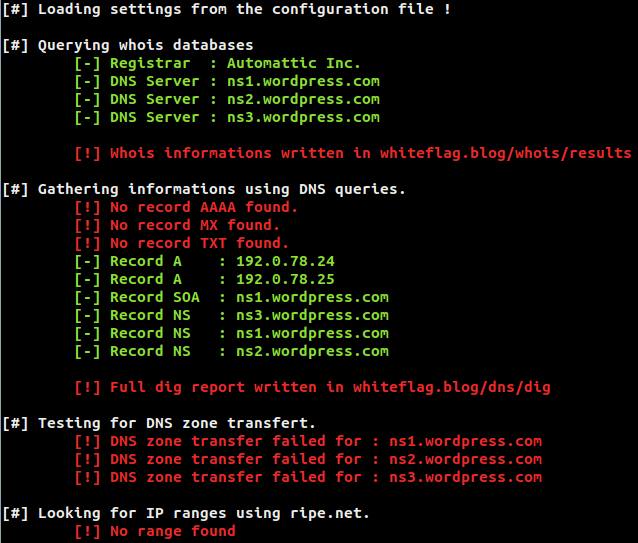 [#] Loading settings from the configuration file !
[#] Querying whois databases
[-] Registrar  : Automattic Inc.
[-] DNS Server : ns1.wordpress.com
[-] DNS Server : ns2.wordpress.com
[-] DNS Server : ns3.wordpress.com
[!] Whois informations written in whiteflag.blog/whois/results
[#] Gathering informations using DNS queries.
[!] No record AAAA found.
[!] No record MX found.
[!] No record TXT found.
[-] Record A    : 192.0.78.24
[-] Record A    : 192.0.78.25
[-] Record SOA  : ns1.wordpress.com
[-] Record NS   : ns3.wordpress.com
[-] Record NS   : ns1.wordpress.com
[-] Record NS   : ns2.wordpress.com
[!] Full dig report written in whiteflag.blog/dns/dig
[#] Testing for DNS zone transfert.
[!] DNS zone transfer failed for : ns1.wordpress.com
[!] DNS zone transfer failed for : ns2.wordpress.com
[!] DNS zone transfer failed for : ns3.wordpress.com
[#] Looking for IP ranges using ripe.net.
[!] No range found